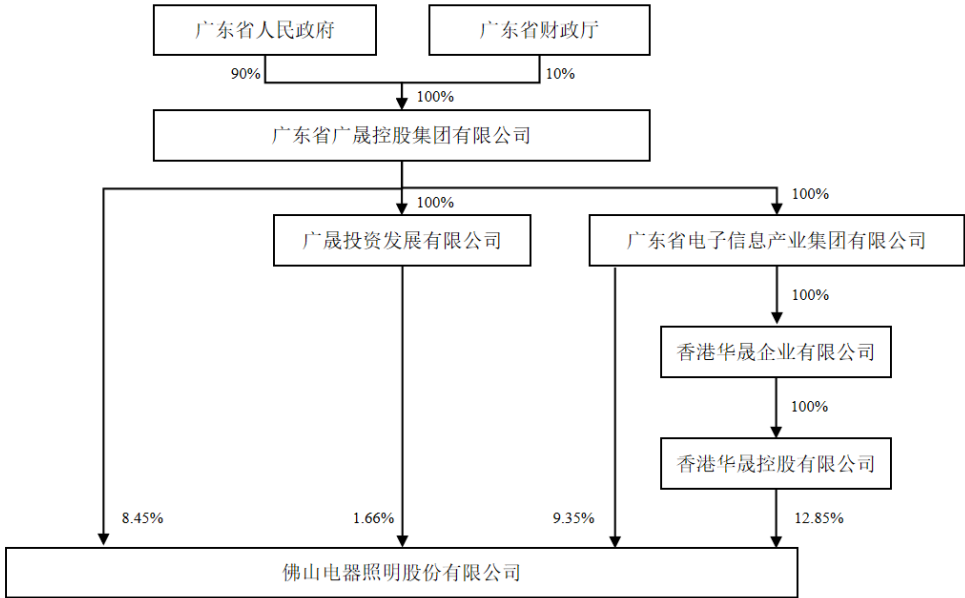 广东省人民政府
广东省财政厅
90%
10%
100%
广东省广晟控股集团有限公司
100%
100%
广晟投资发展有限公司
广东省电子信息产业集团有限公司
100%
香港华晟企业有限公司
100%
香港华晟控股有限公司
8.45%
1.66%
9.35%
12.85%
佛山电器照明股份有限公司